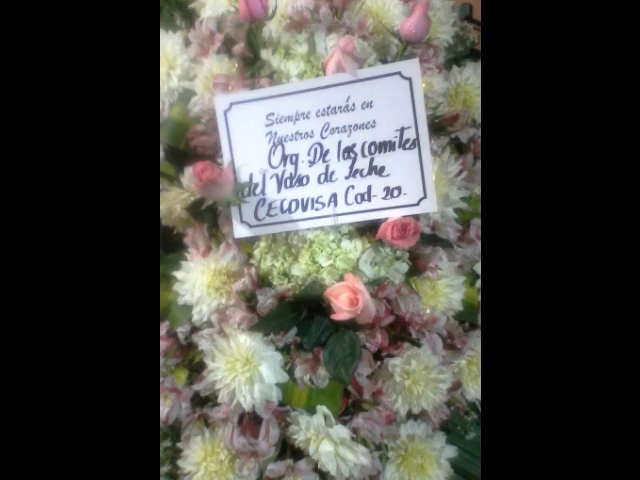 Siempre estarás en
Nuestros Corazones
Org. De los comites
del Vaso de leche
CECOVISA Cod-20.